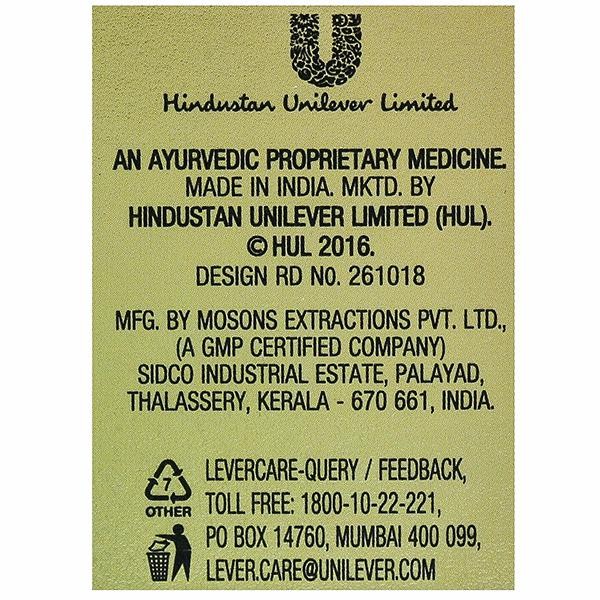 U
Hindustan Unilever Limited
AN AYURVEDIC PROPRIETARY MEDICINE.
MADE IN INDIA. MKTD. BY
HINDUSTAN UNILEVER LIMITED (HUL).
© HUL 2016.
DESIGN RD No. 261018
MFG. BY MOSONS EXTRACTIONS PVT. LTD.,
(A GMP CERTIFIED COMPANY)
SIDCO INDUSTRIAL ESTATE, PALAYAD,
THALASSERY, KERALA - 670 661, INDIA.
7
OTHER
LEVERCARE-QUERY / FEEDBACK,
TOLL FREE: 1800-10-22-221,
PO BOX 14760, MUMBAI 400 099,
LEVER.CARE@UNILEVER.COM